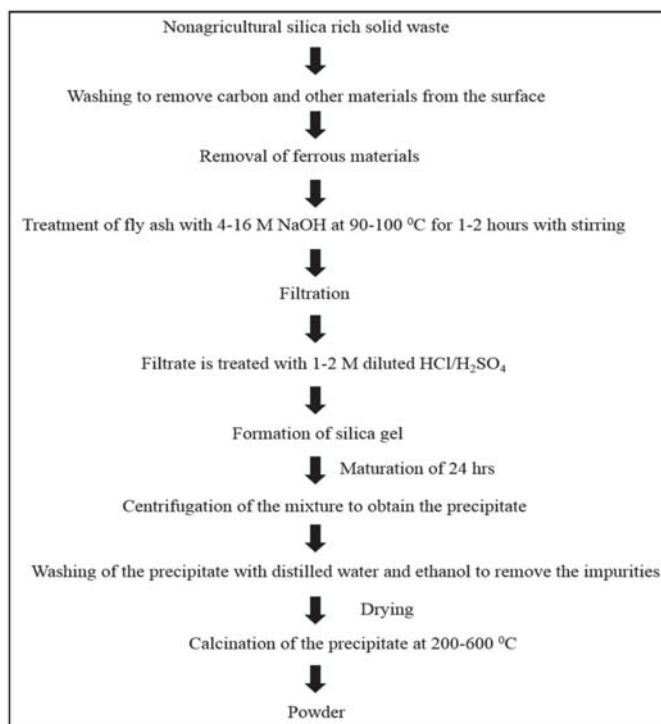 Nonagricultural silica rich solid waste
Washing to remove carbon and other materials from the surface
Removal of ferrous materials
Treatment of fly ash with 4-16 M NaOH at 90-100 ⁰C for 1-2 hours with stirring
Filtration
Filtrate is treated with 1-2 M diluted HCl/H₂SO₄
Formation of silica gel
Maturation of 24 hrs
Centrifugation of the mixture to obtain the precipitate
Washing of the precipitate with distilled water and ethanol to remove the impurities
Drying
Calcination of the precipitate at 200-600 ⁰C
Powder